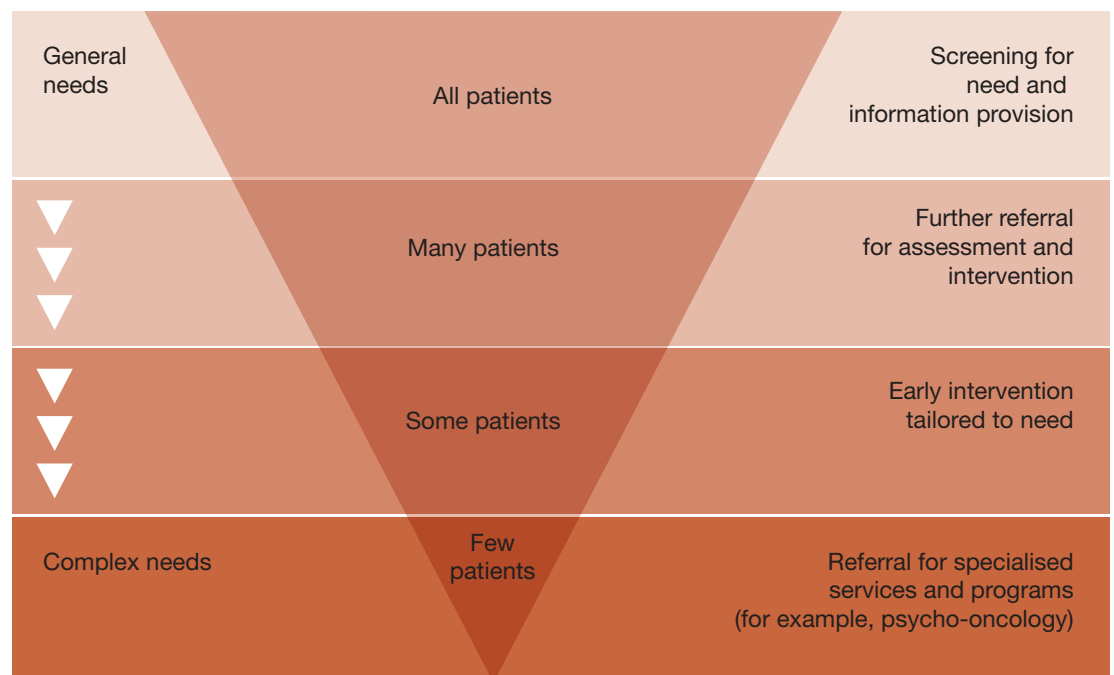 General
needs
All patients
Screening for
need and
information provision
Many patients
Further referral
for assessment and
intervention
Some patients
Early intervention
tailored to need
Complex needs
Few
patients
Referral for specialised
services and programs
(for example, psycho-oncology)